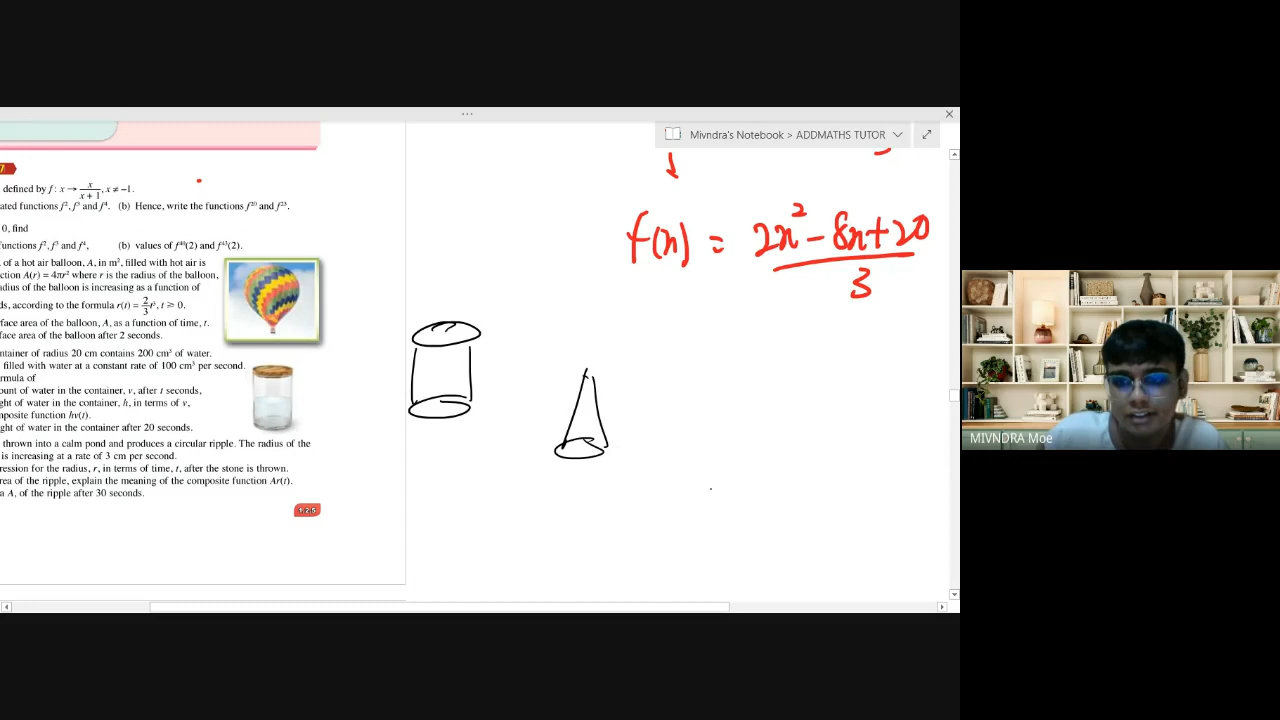 ...
Mivndra's Notebook > ADDMATHS TUTOR
7
defined by f : x → x/(x + 1), x ≠ −1.
ated functions f², f³ and f⁴. (b) Hence, write the functions f²⁰ and f²³.
0, find
unctions f², f³ and f⁴, (b) values of f⁴⁰(2) and f⁴³(2).
of a hot air balloon, A, in m², filled with hot air is
ction A(r) = 4πr² where r is the radius of the balloon,
adius of the balloon is increasing as a function of
ds, according to the formula r(t) = 2/3 t³, t ≥ 0.
rface area of the balloon, A, as a function of time, t.
face area of the balloon after 2 seconds.
ntainer of radius 20 cm contains 200 cm³ of water.
filled with water at a constant rate of 100 cm³ per second.
rmula of
ount of water in the container, v, after t seconds,
ght of water in the container, h, in terms of v,
mposite function hv(t).
ght of water in the container after 20 seconds.
thrown into a calm pond and produces a circular ripple. The radius of the
is increasing at a rate of 3 cm per second.
ression for the radius, r, in terms of time, t, after the stone is thrown.
rea of the ripple, explain the meaning of the composite function Ar(t).
a A, of the ripple after 30 seconds.
1.2.5
f(x) = (2x² − 8x + 20)/3
MIVNDRA Moe